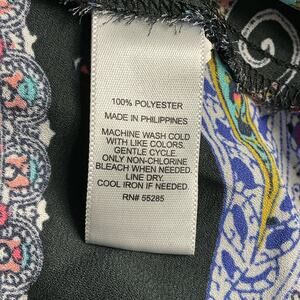 100% POLYESTER
MADE IN PHILIPPINES
MACHINE WASH COLD
WITH LIKE COLORS.
GENTLE CYCLE.
ONLY NON-CHLORINE
BLEACH WHEN NEEDED.
LINE DRY.
COOL IRON IF NEEDED.
RN# 55285